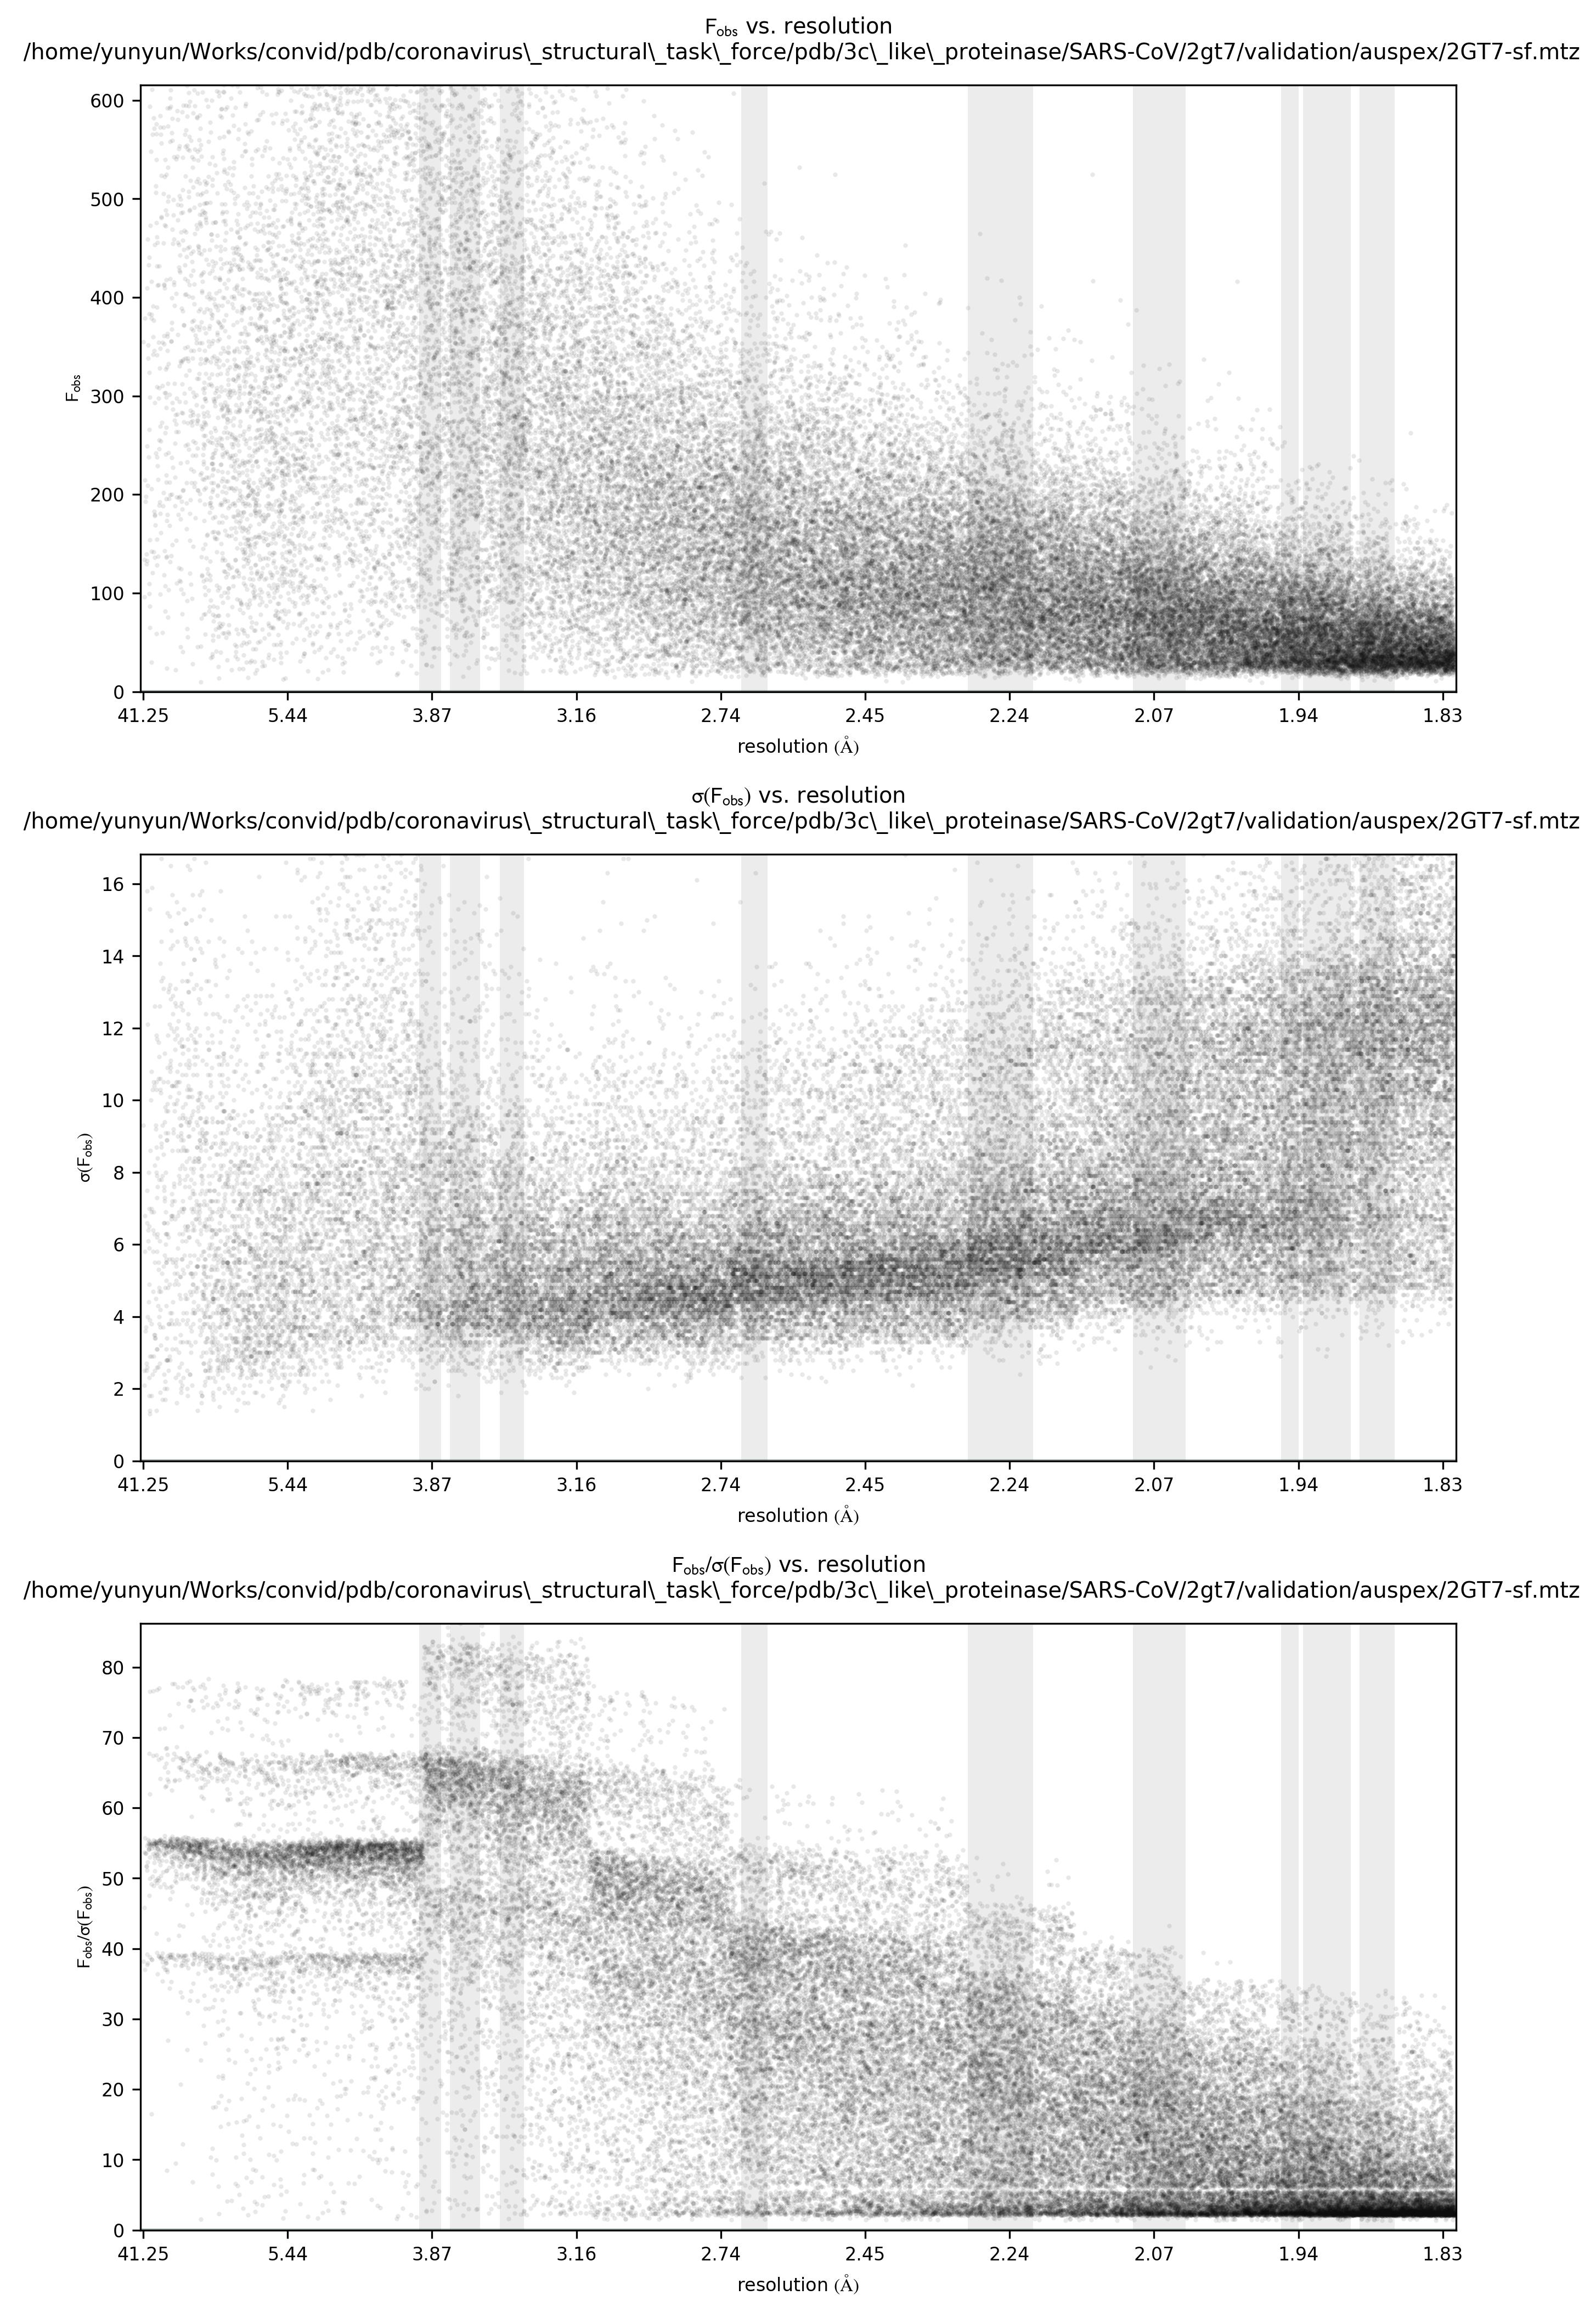 Fobs vs. resolution
/home/yunyun/Works/convid/pdb/coronavirus\_structural\_task\_force/pdb/3c\_like\_proteinase/SARS-CoV/2gt7/validation/auspex/2GT7-sf.mtz
600
500
400
300
200
100
0
Fobs
41.25 5.44 3.87 3.16 2.74 2.45 2.24 2.07 1.94 1.83
resolution (Å)
σ(Fobs) vs. resolution
/home/yunyun/Works/convid/pdb/coronavirus\_structural\_task\_force/pdb/3c\_like\_proteinase/SARS-CoV/2gt7/validation/auspex/2GT7-sf.mtz
16
14
12
10
8
6
4
2
0
σ(Fobs)
41.25 5.44 3.87 3.16 2.74 2.45 2.24 2.07 1.94 1.83
resolution (Å)
Fobs/σ(Fobs) vs. resolution
/home/yunyun/Works/convid/pdb/coronavirus\_structural\_task\_force/pdb/3c\_like\_proteinase/SARS-CoV/2gt7/validation/auspex/2GT7-sf.mtz
80
70
60
50
40
30
20
10
0
Fobs/σ(Fobs)
41.25 5.44 3.87 3.16 2.74 2.45 2.24 2.07 1.94 1.83
resolution (Å)